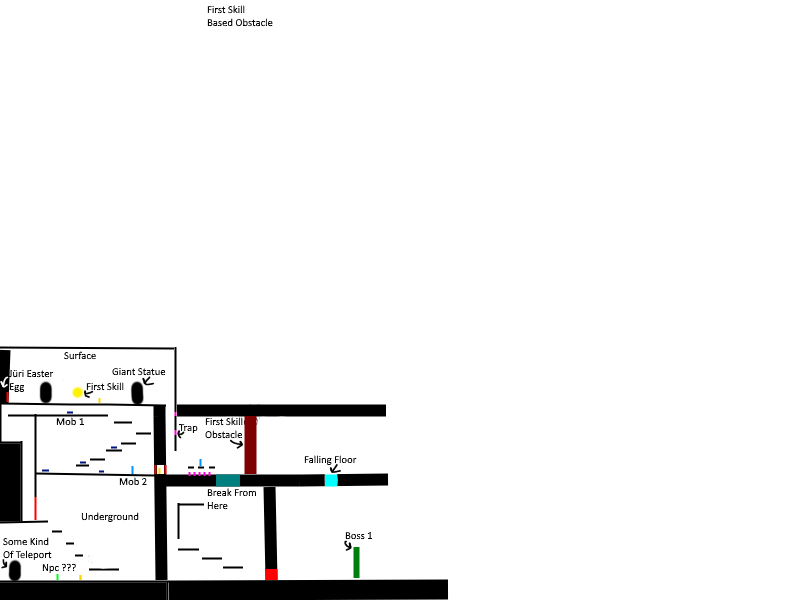 First Skill
Based Obstacle
Surface
Jüri Easter
Egg
First Skill
Giant Statue
Mob 1
Trap
First Skill
Obstacle
Falling Floor
Mob 2
Break From
Here
Underground
Some Kind
Of Teleport
Npc ???
Boss 1